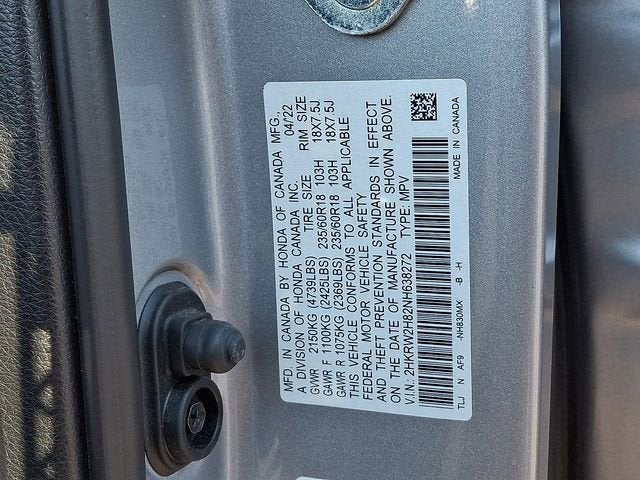 MFD. IN CANADA BY HONDA OF CANADA MFG.,
A DIVISION OF HONDA CANADA INC. 04/22
GVWR 2150KG (4739LBS) TIRE SIZE RIM SIZE
GAWR F 1100KG (2425LBS) 235/60R18 103H 18X7.5J
GAWR R 1075KG (2369LBS) 235/60R18 103H 18X7.5J
THIS VEHICLE CONFORMS TO ALL APPLICABLE
FEDERAL MOTOR VEHICLE SAFETY
AND THEFT PREVENTION STANDARDS IN EFFECT
ON THE DATE OF MANUFACTURE SHOWN ABOVE.
V.I.N.: 2HKRW2H82NH638272 TYPE: MPV
TLJ N AF9 -NH830MX -B -H MADE IN CANADA